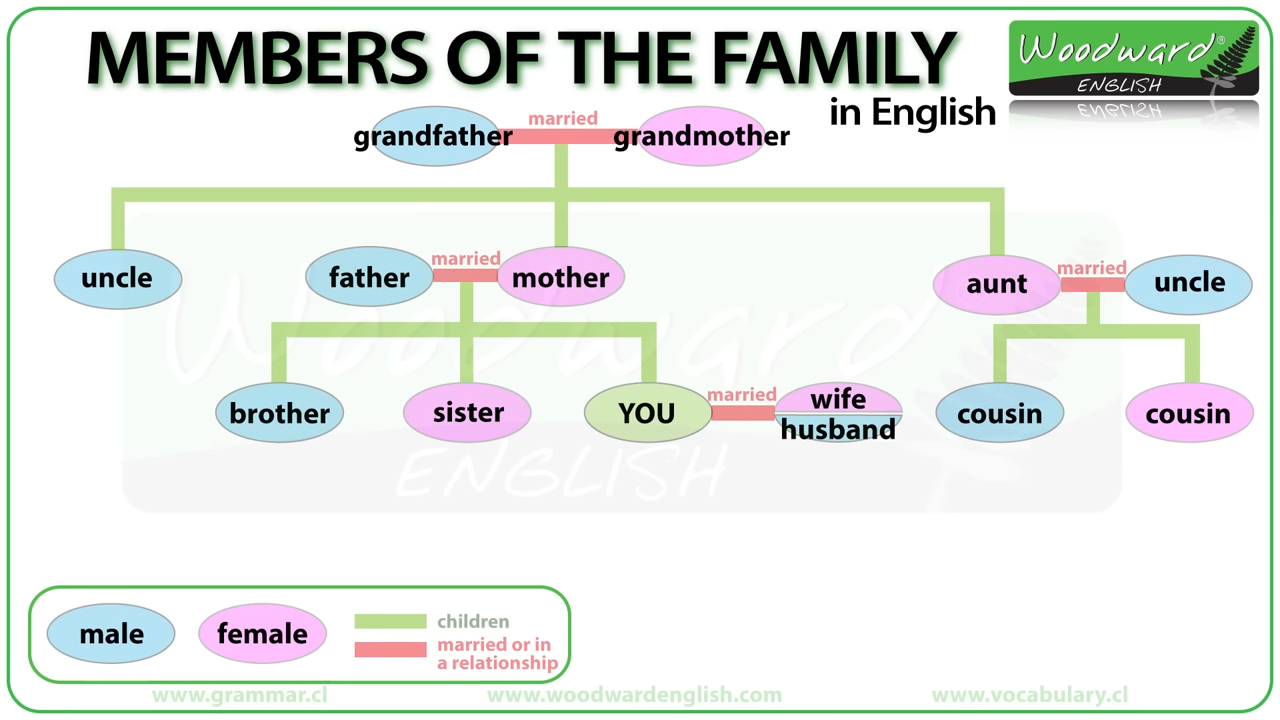 MEMBERS OF THE FAMILY
in English
Woodward®
ENGLISH
grandfather married grandmother
uncle father married mother aunt married uncle
brother sister YOU married wife husband cousin cousin
Woodward
ENGLISH
male female children
married or in
a relationship
www.grammar.cl www.woodwardenglish.com www.vocabulary.cl